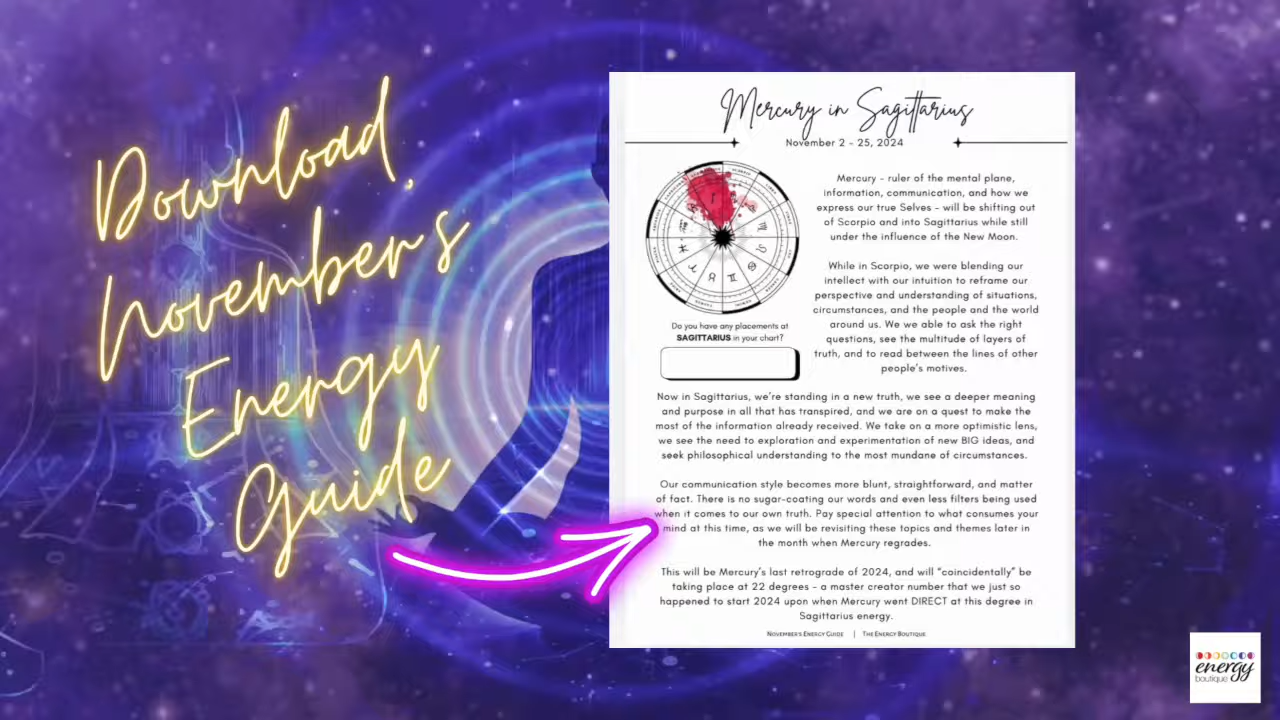 Download
November's
Energy
Guide
Mercury in Sagittarius
November 2 - 25, 2024
Do you have any placements at
SAGITTARIUS in your chart?
Mercury - ruler of the mental plane,
information, communication, and how we
express our true Selves - will be shifting out
of Scorpio and into Sagittarius while still
under the influence of the New Moon.
While in Scorpio, we were blending our
intellect with our intuition to reframe our
perspective and understanding of situations,
circumstances, and the people and the world
around us. We we able to ask the right
questions, see the multitude of layers of
truth, and to read between the lines of other
people's motives.
Now in Sagittarius, we're standing in a new truth, we see a deeper meaning
and purpose in all that has transpired, and we are on a quest to make the
most of the information already received. We take on a more optimistic lens,
we see the need to exploration and experimentation of new BIG ideas, and
seek philosophical understanding to the most mundane of circumstances.
Our communication style becomes more blunt, straightforward, and matter
of fact. There is no sugar-coating our words and even less filters being used
when it comes to our own truth. Pay special attention to what consumes your
mind at this time, as we will be revisiting these topics and themes later in
the month when Mercury regrades.
This will be Mercury's last retrograde of 2024, and will "coincidentally" be
taking place at 22 degrees - a master creator number that we just so
happened to start 2024 upon when Mercury went DIRECT at this degree in
Sagittarius energy.
November's Energy Guide | The Energy Boutique
energy
boutique